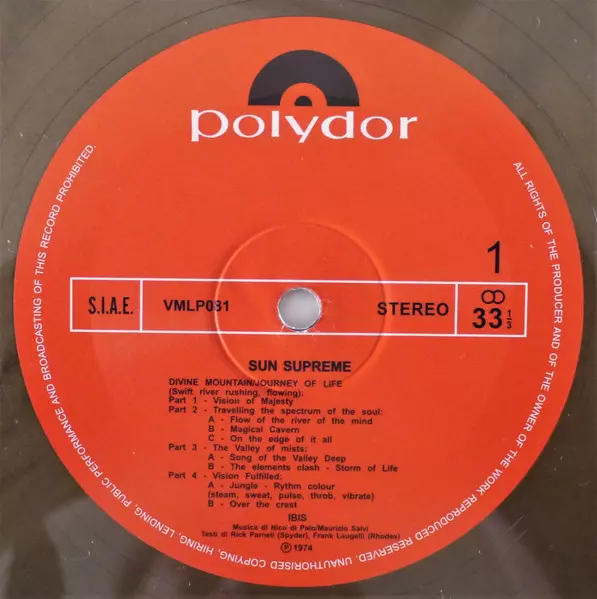 polydor
1
S.I.A.E.
VMLP081
STEREO
33 1/3
SUN SUPREME
DIVINE MOUNTAIN/JOURNEY OF LIFE
(Swift river rushing, flowing):
Part 1 - Vision of Majesty
Part 2 - Travelling the spectrum of the soul:
A - Flow of the river of the mind
B - Magical Cavern
C - On the edge of it all
Part 3 - The Valley of mists:
A - Song of the Valley Deep
B - The elements clash - Storm of Life
Part 4 - Vision Fulfilled:
A - Jungle - Rythm colour
(steam, sweat, pulse, throb, vibrate)
B - Over the crest
IBIS
Musica di Nico di Palo/Maurizio Salvi
Testi di Rick Parnell (Spyder), Frank Laugelli (Rhodes)
℗ 1974
ALL RIGHTS OF THE PRODUCER AND OF THE OWNER OF THE WORK REPRODUCED RESERVED. UNAUTHORISED COPYING, HIRING, LENDING, PUBLIC PERFORMANCE AND BROADCASTING OF THIS RECORD PROHIBITED.